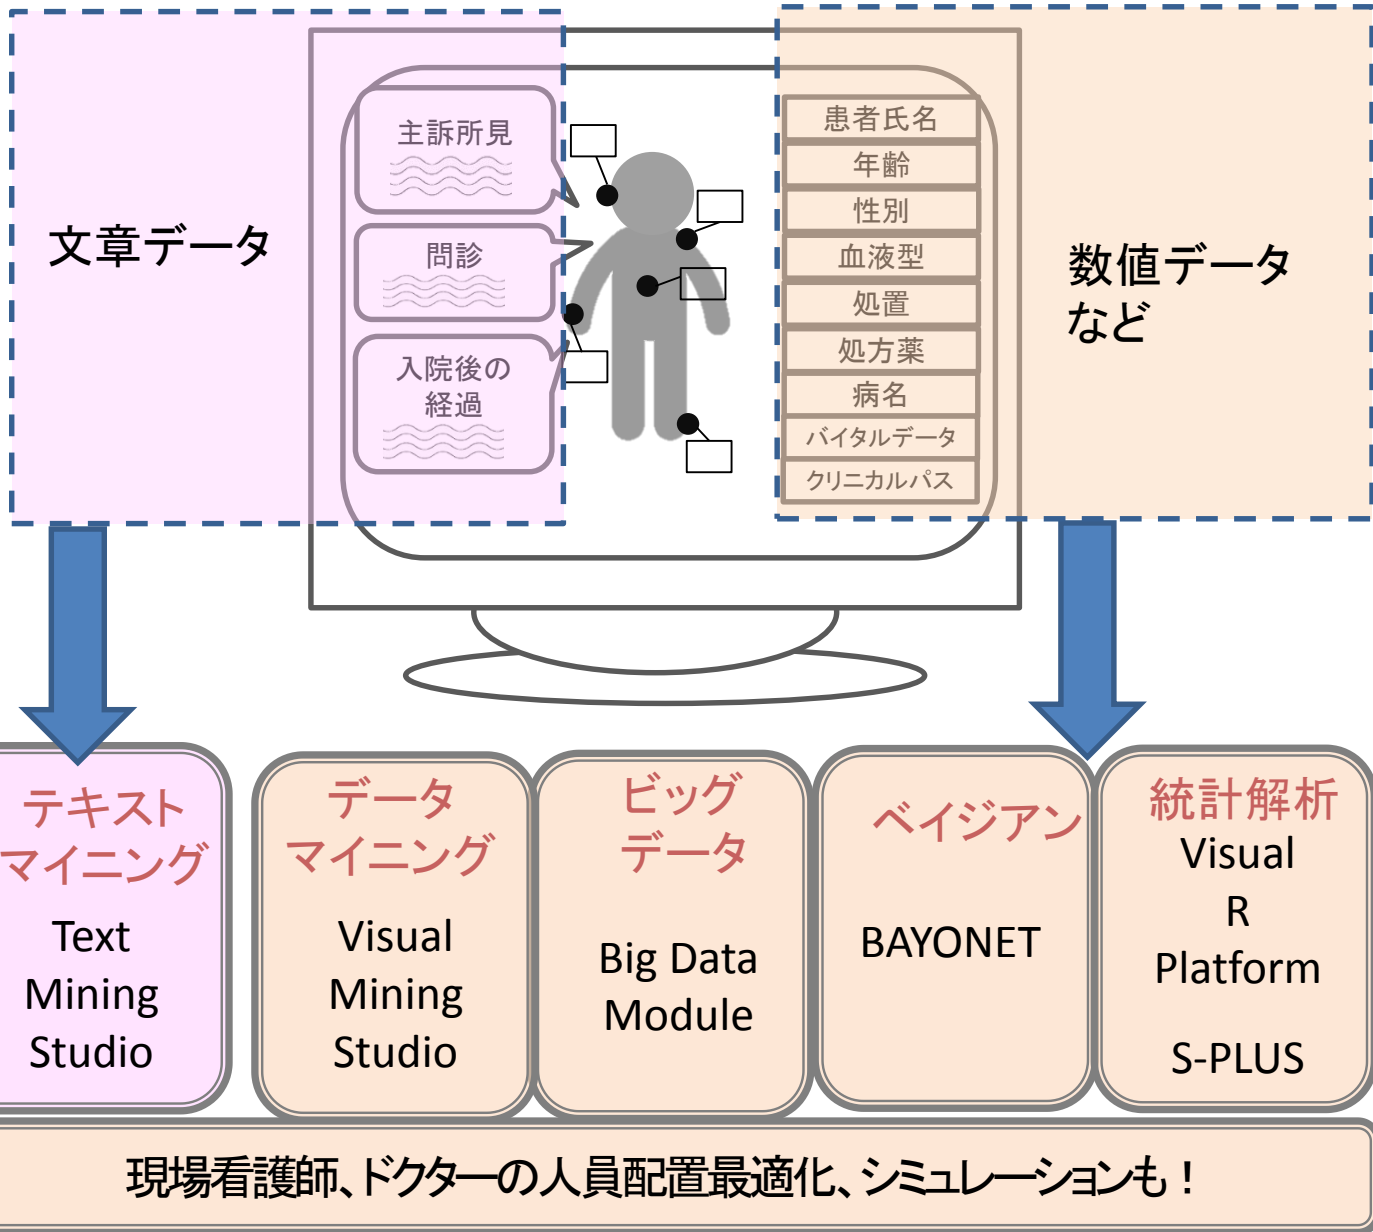 文章データ
主訴所見
問診
入院後の
経過
患者氏名
年齢
性別
血液型
処置
処方薬
病名
バイタルデータ
クリニカルパス
数値データ
など
テキスト
マイニング
Text
Mining
Studio
データ
マイニング
Visual
Mining
Studio
ビッグ
データ
Big Data
Module
ベイジアン
BAYONET
統計解析
Visual
R
Platform
S-PLUS
現場看護師、ドクターの人員配置最適化、シミュレーションも！